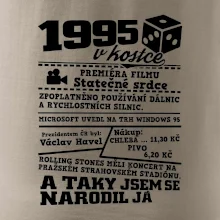 1995
v kostce
PREMIÉRA FILMU
Statečné srdce
ZPOPLATNĚNO POUŽÍVÁNÍ DÁLNIC
A RYCHLOSTNÍCH SILNIC.
MICROSOFT UVEDL NA TRH WINDOWS 95
Prezidentem ČR byl:
Václav Havel
Nákup:
CHLEBA ... 11,30 KČ
PIVO
6,20 KČ
ROLLING STONES MĚLI KONCERT NA
PRAŽSKÉM STRAHOVSKÉM STADIÓNU.
A TAKY JSEM SE
NARODIL JÁ